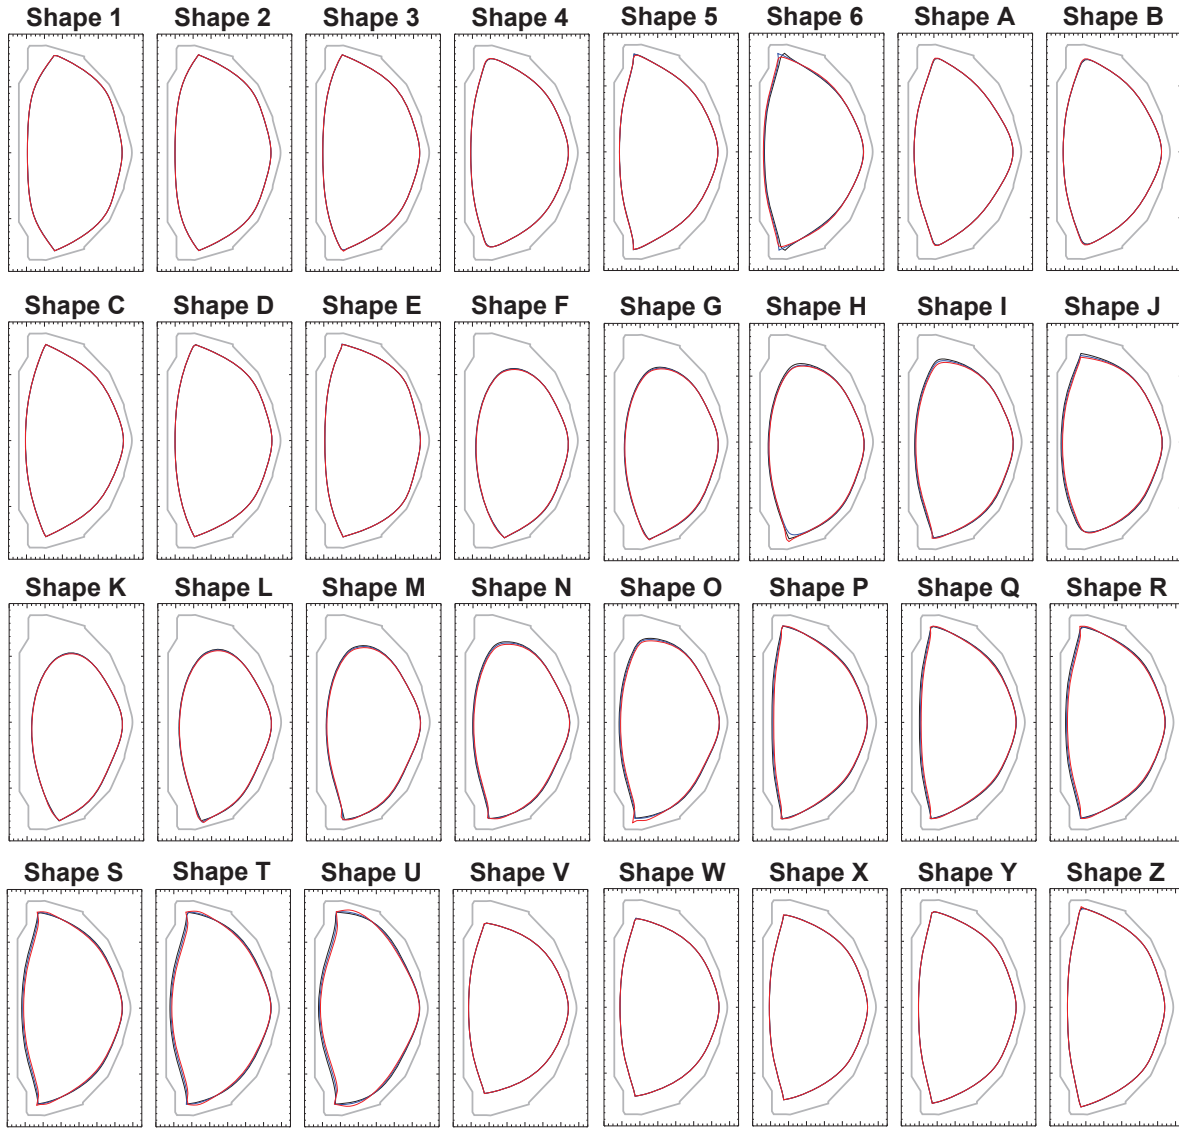 Shape 1 Shape 2 Shape 3 Shape 4 Shape 5 Shape 6 Shape A Shape B
Shape C Shape D Shape E Shape F Shape G Shape H Shape I Shape J
Shape K Shape L Shape M Shape N Shape O Shape P Shape Q Shape R
Shape S Shape T Shape U Shape V Shape W Shape X Shape Y Shape Z